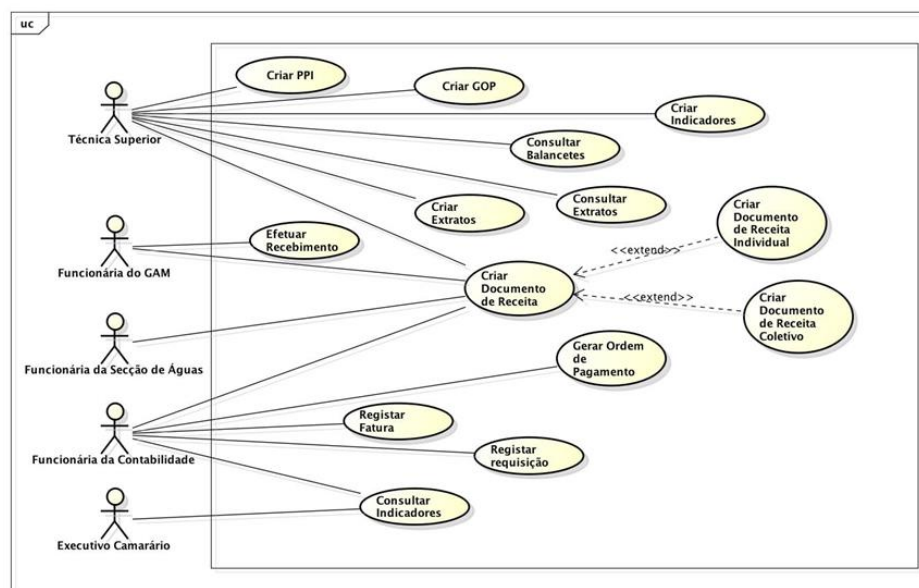 uc
Criar PPI
Criar GOP
Criar
Indicadores
Técnica Superior
Consultar
Balancetes
Criar
Extratos
Consultar
Extratos
Criar
Documento
de Receita
Individual
Efetuar
Recebimento
<<extend>>
Funcionária do GAM
Criar
Documento
de Receita
<<extend>>
Criar
Documento
de Receita
Coletivo
Funcionária da Secção de Águas
Gerar Ordem
de
Pagamento
Registar
Fatura
Funcionária da Contabilidade
Registar
requisição
Consultar
Indicadores
Executivo Camarário